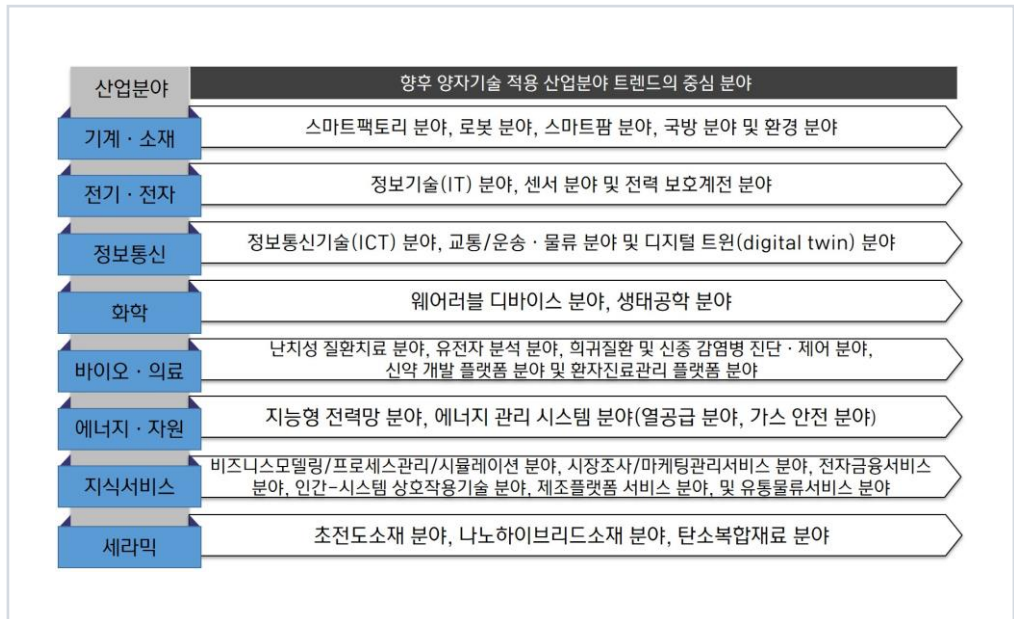 산업분야
향후 양자기술 적용 산업분야 트렌드의 중심 분야
기계 · 소재
스마트팩토리 분야, 로봇 분야, 스마트팜 분야, 국방 분야 및 환경 분야
전기 · 전자
정보기술(IT) 분야, 센서 분야 및 전력 보호계전 분야
정보통신
정보통신기술(ICT) 분야, 교통/운송 · 물류 분야 및 디지털 트윈(digital twin) 분야
화학
웨어러블 디바이스 분야, 생태공학 분야
바이오 · 의료
난치성 질환치료 분야, 유전자 분석 분야, 희귀질환 및 신종 감염병 진단 · 제어 분야,
신약 개발 플랫폼 분야 및 환자진료관리 플랫폼 분야
에너지 · 자원
지능형 전력망 분야, 에너지 관리 시스템 분야(열공급 분야, 가스 안전 분야)
지식서비스
비즈니스모델링/프로세스관리/시뮬레이션 분야, 시장조사/마케팅관리서비스 분야, 전자금융서비스
분야, 인간-시스템 상호작용기술 분야, 제조플랫폼 서비스 분야, 및 유통물류서비스 분야
세라믹
초전도소재 분야, 나노하이브리드소재 분야, 탄소복합재료 분야